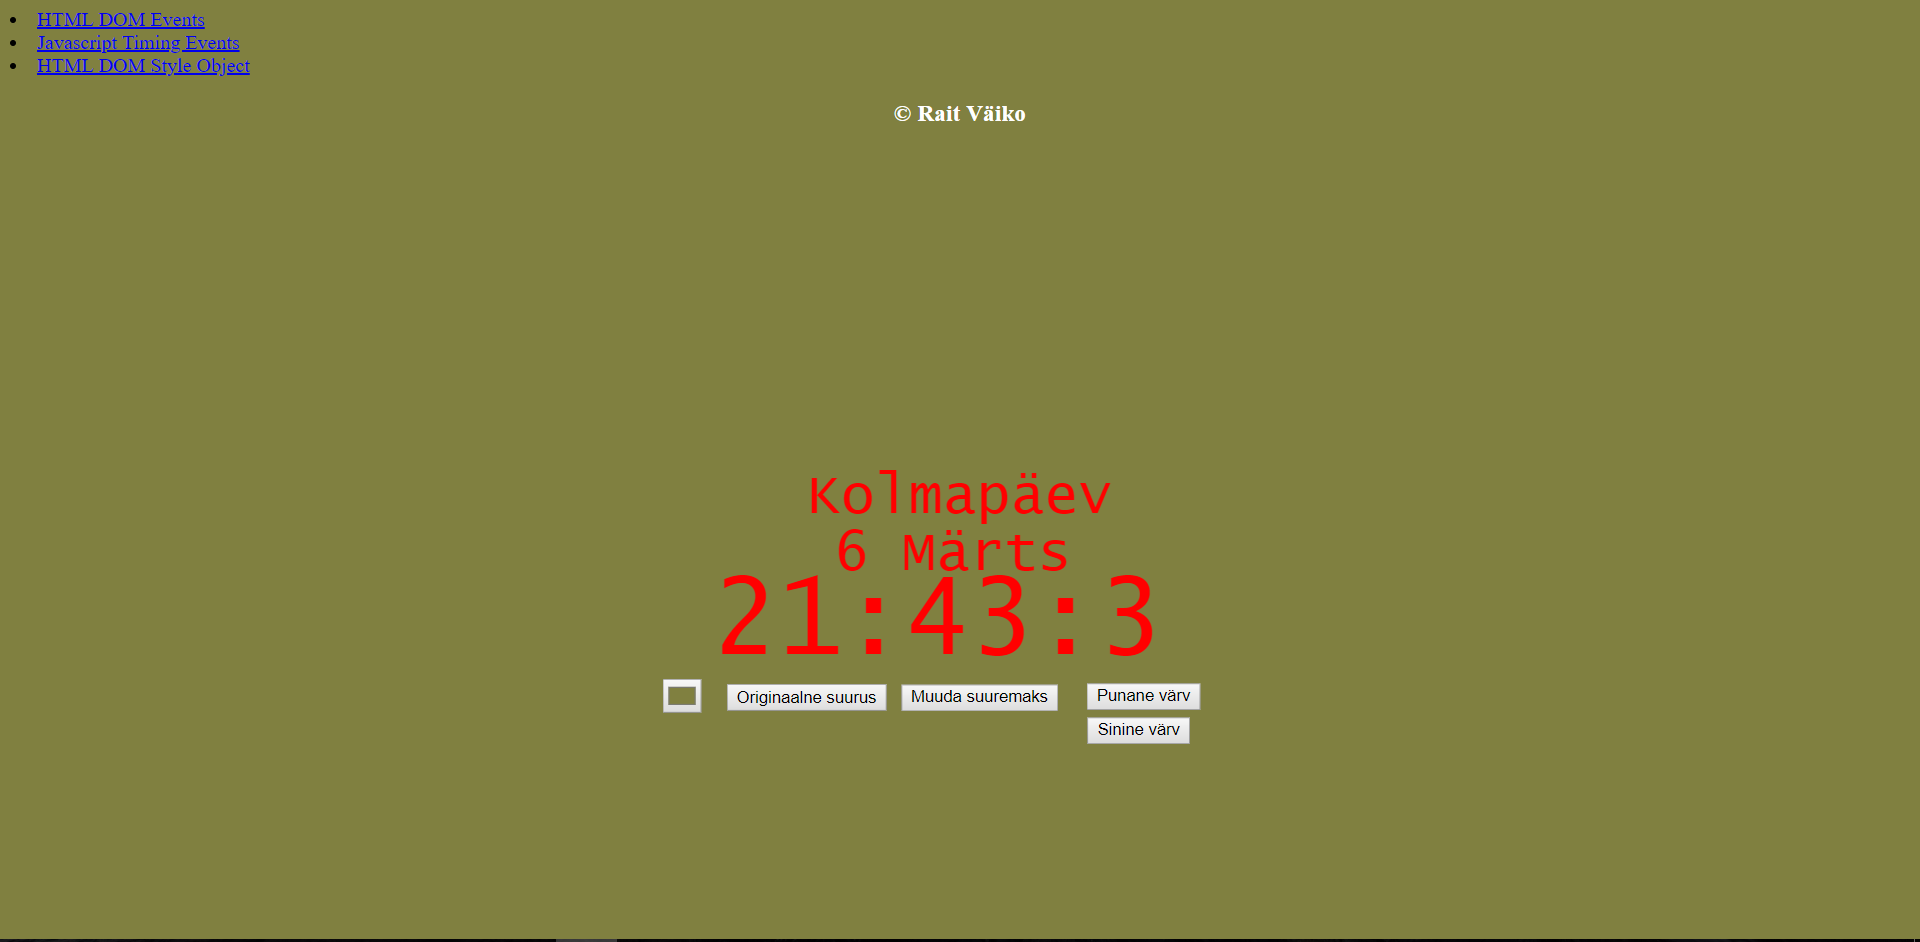 HTML DOM Events
Javascript Timing Events
HTML DOM Style Object
© Rait Väiko
Kolmapäev
6 Märts
21:43:3
Originaalne suurus Muuda suuremaks Punane värv
Sinine värv